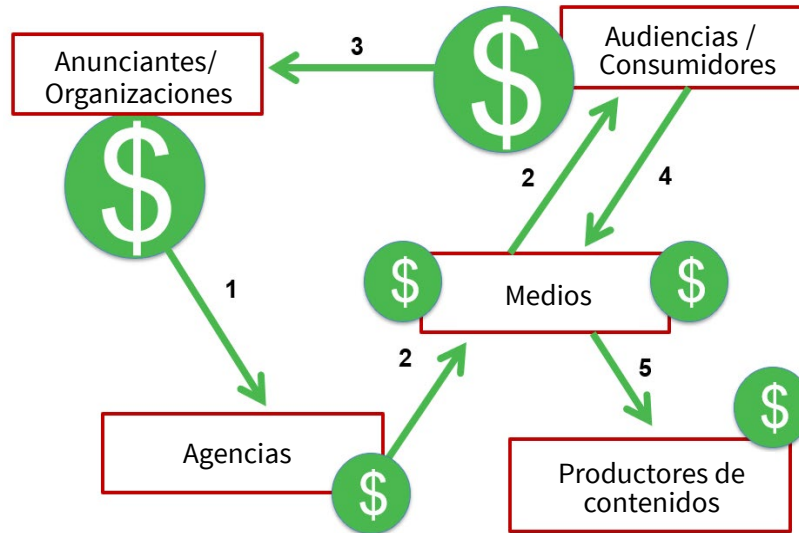 Anunciantes/
Organizaciones
3
$
Audiencias /
Consumidores
$
2
4
1
$
Medios
$
2
5
Agencias
$
$
Productores de
contenidos